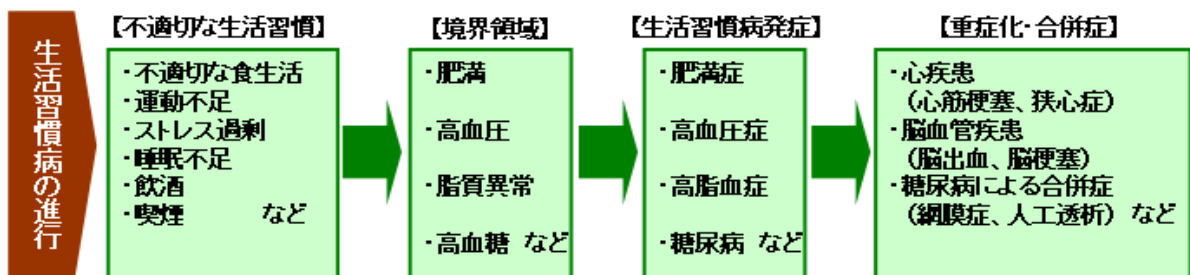 生活習慣病の進行
【不適切な生活習慣】
・不適切な食生活
・運動不足
・ストレス過剰
・睡眠不足
・飲酒
・喫煙 など
【境界領域】
・肥満
・高血圧
・脂質異常
・高血糖 など
【生活習慣病発症】
・肥満症
・高血圧症
・高脂血症
・糖尿病 など
【重症化・合併症】
・心疾患
(心筋梗塞、狭心症)
・脳血管疾患
(脳出血、脳梗塞)
・糖尿病による合併症
(網膜症、人工透析) など